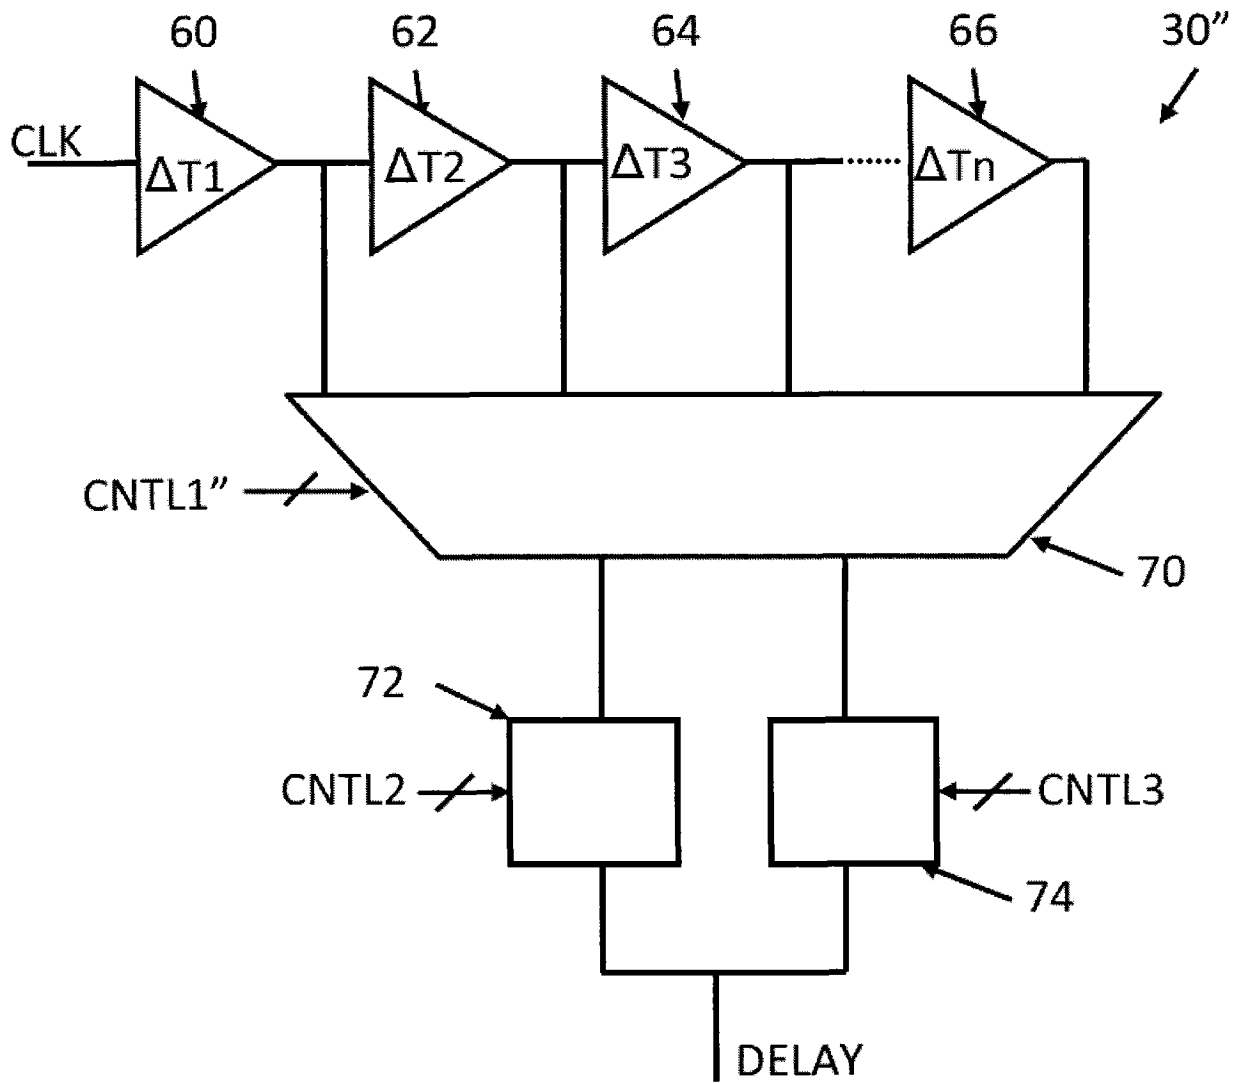 60 62 64 66 30”
CLK ΔT1 ΔT2 ΔT3 ΔTn
CNTL1”
70
72
CNTL2 CNTL3
74
DELAY